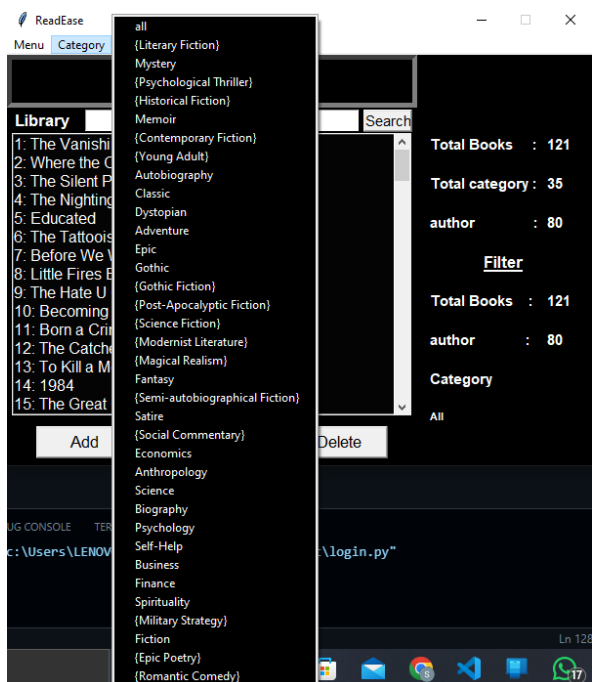 ReadEase
Menu Category
all
{Literary Fiction}
Mystery
{Psychological Thriller}
{Historical Fiction}
Memoir
{Contemporary Fiction}
{Young Adult}
Autobiography
Classic
Dystopian
Adventure
Epic
Gothic
{Gothic Fiction}
{Post-Apocalyptic Fiction}
{Science Fiction}
{Modernist Literature}
{Magical Realism}
Fantasy
{Semi-autobiographical Fiction}
Satire
{Social Commentary}
Economics
Anthropology
Science
Biography
Psychology
Self-Help
Business
Finance
Spirituality
{Military Strategy}
Fiction
{Epic Poetry}
{Romantic Comedy}
Library Search
1: The Vanishi
2: Where the C
3: The Silent P
4: The Nighting
5: Educated
6: The Tattoois
7: Before We
8: Little Fires E
9: The Hate U
10: Becoming
11: Born a Crir
12: The Catche
13: To Kill a M
14: 1984
15: The Great
Add Delete
Total Books : 121
Total category : 35
author : 80
Filter
Total Books : 121
author : 80
Category
All
UG CONSOLE TER
c:\Users\LENOV \login.py"
Ln 128
17